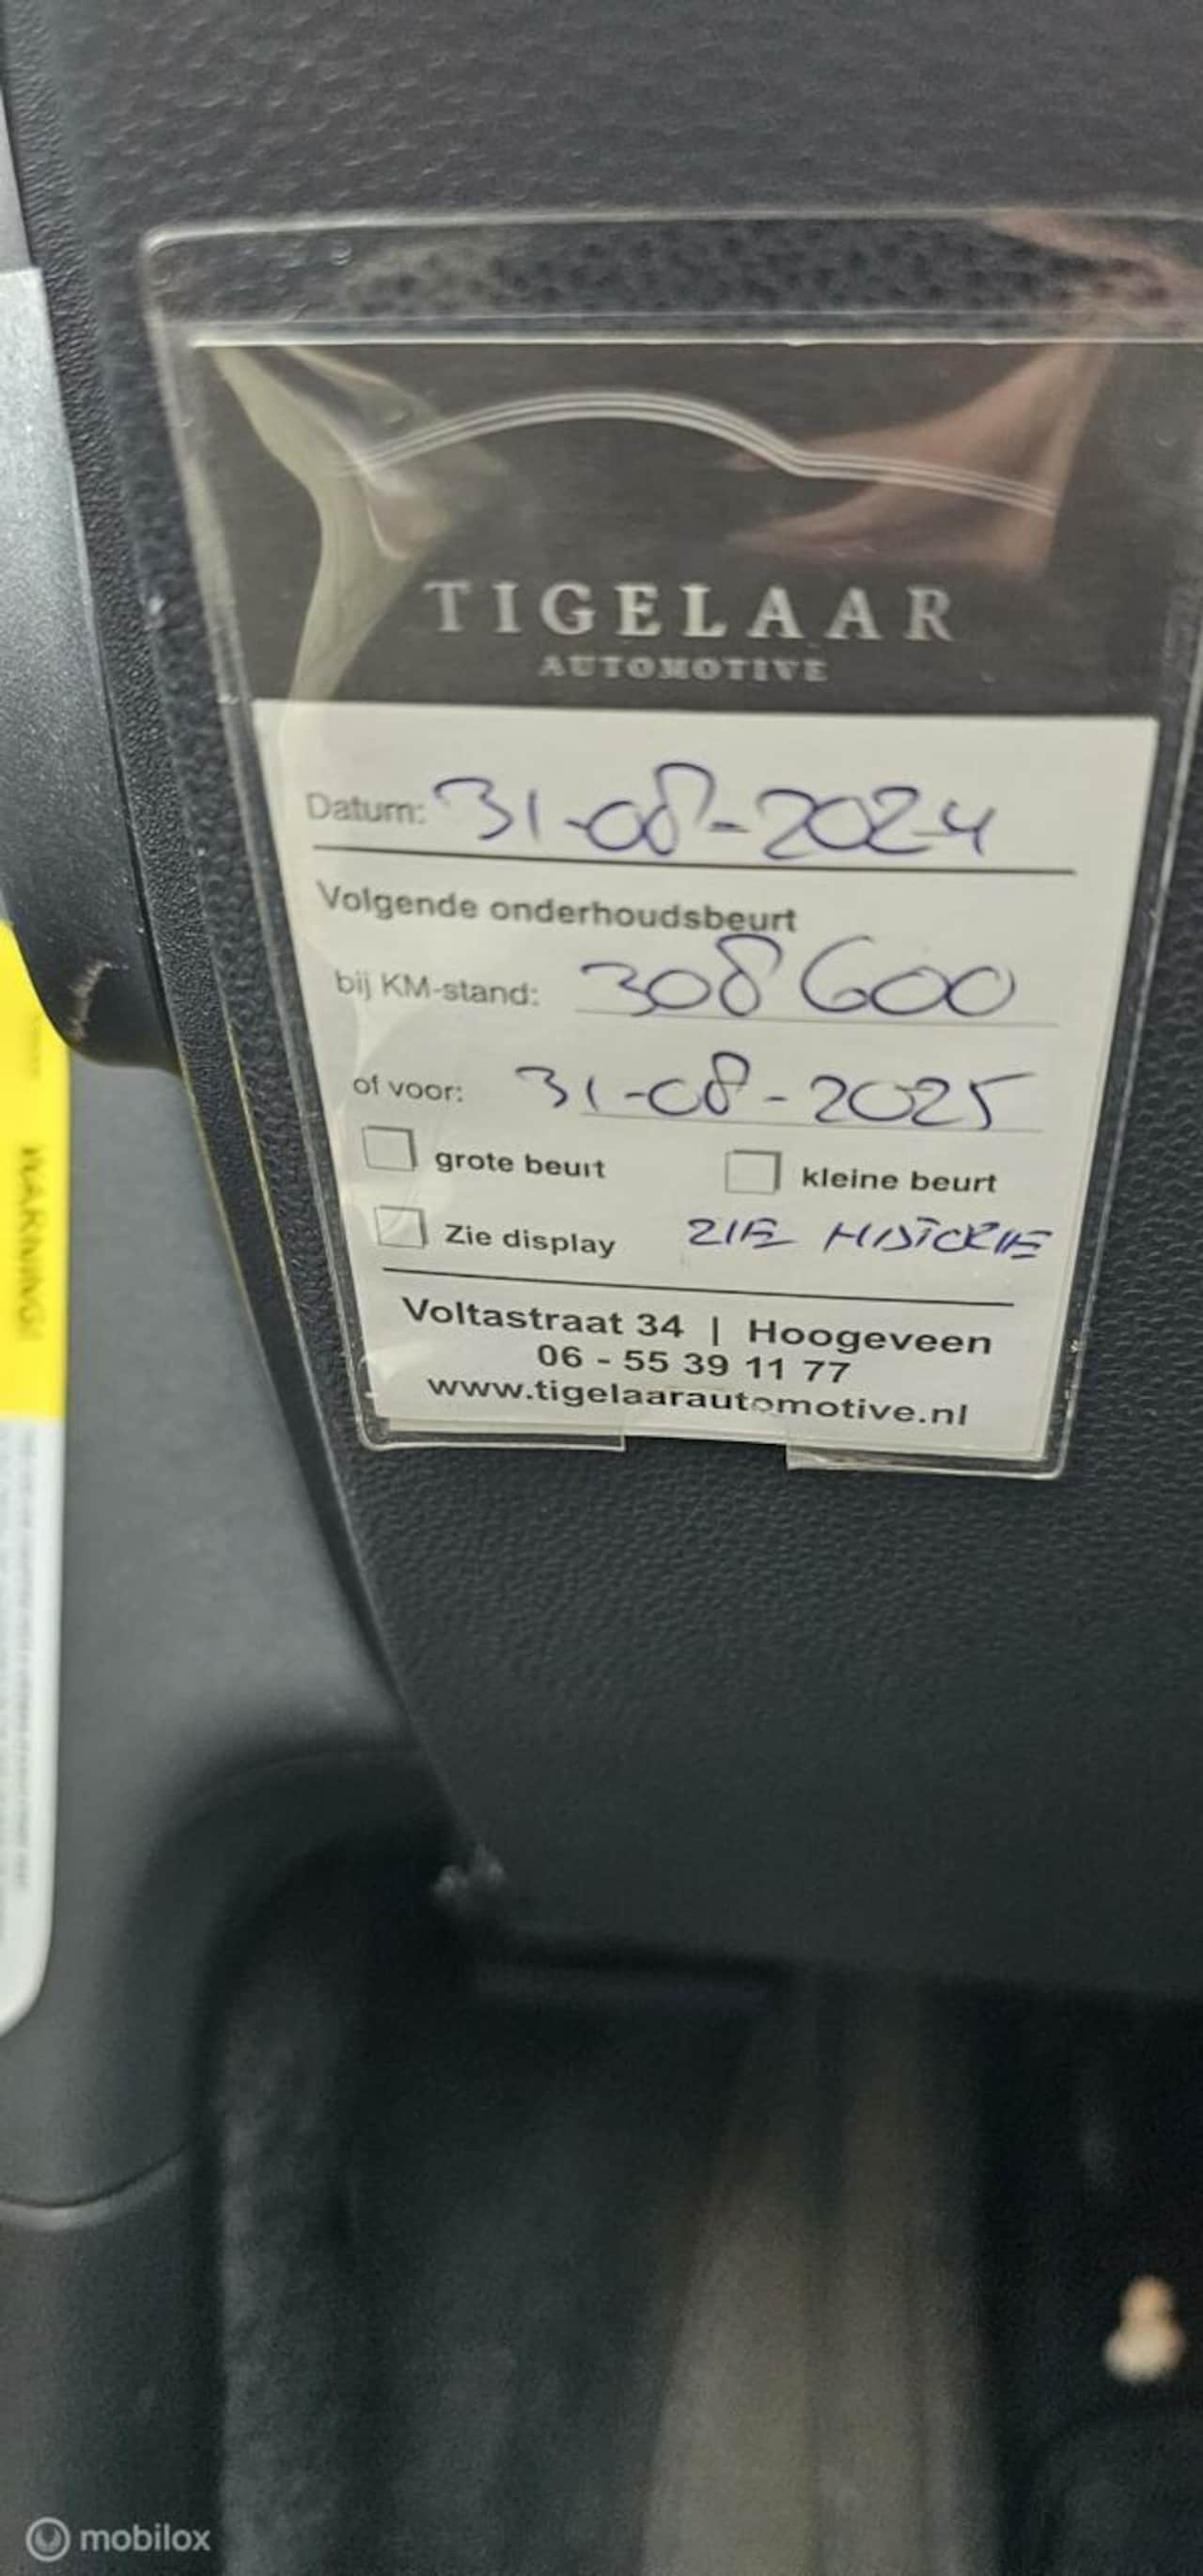 TIGELAAR
AUTOMOTIVE
Datum: 31-08-2024
Volgende onderhoudsbeurt
bij KM-stand: 308600
of voor: 31-08-2025
grote beurt kleine beurt
Zie display ZIE HISTORIE
Voltastraat 34 | Hoogeveen
06 - 55 39 11 77
www.tigelaarautomotive.nl
WARNING!
mobilox